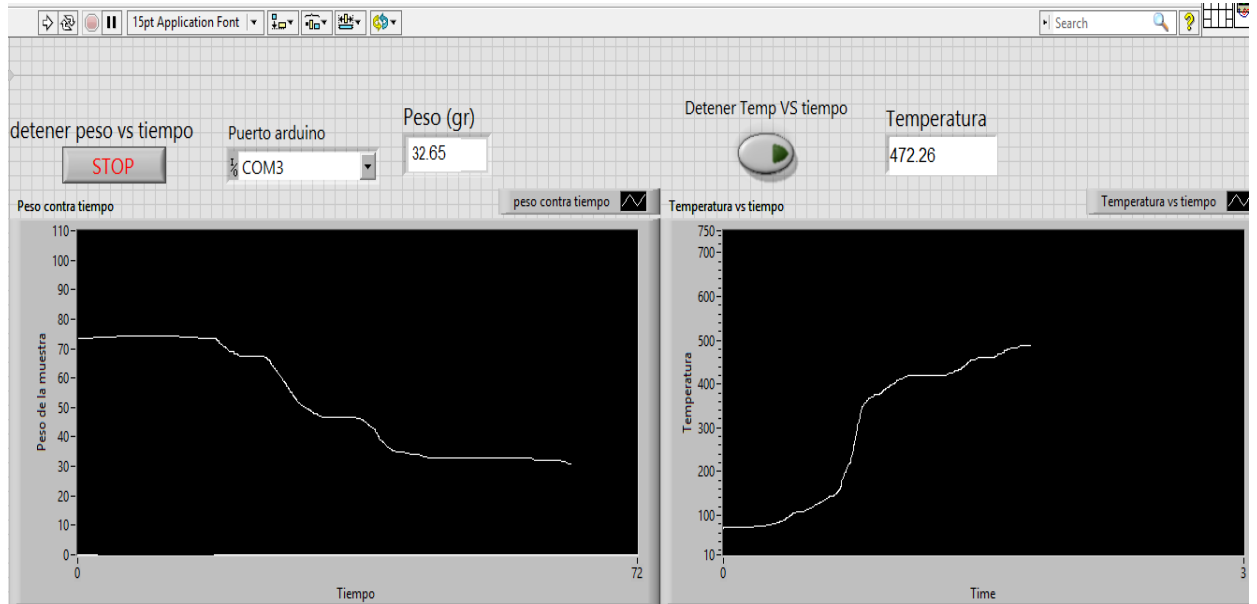 15pt Application Font
Search
detener peso vs tiempo
STOP
Puerto arduino
COM3
Peso (gr)
32.65
Detener Temp VS tiempo
Temperatura
472.26
Peso contra tiempo
peso contra tiempo
110
100
90
80
70
60
50
40
30
20
10
0
Peso de la muestra
0
72
Tiempo
Temperatura vs tiempo
Temperatura vs tiempo
750
700
600
500
400
300
200
100
10
Temperatura
0
3
Time